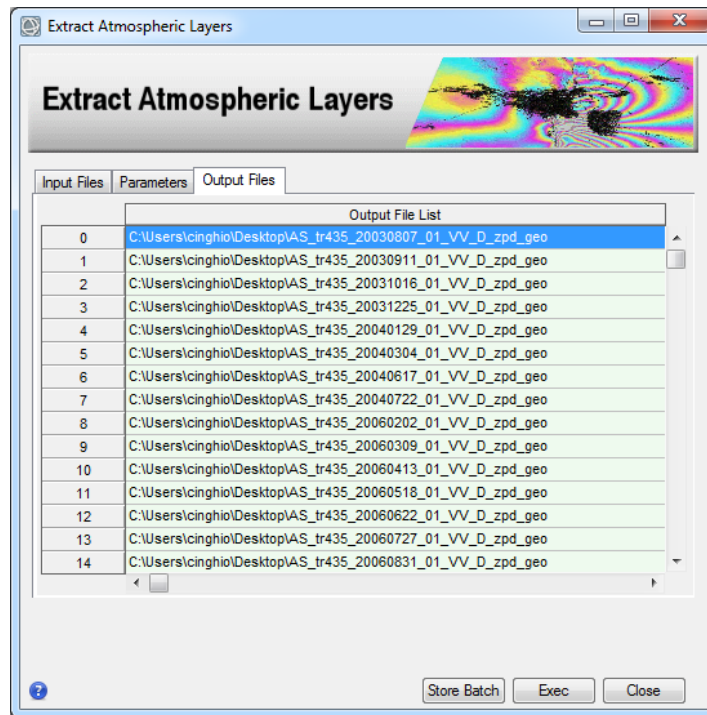 Extract Atmospheric Layers
Extract Atmospheric Layers
Input Files Parameters Output Files
Output File List
0 C:\Users\cinghio\Desktop\AS_tr435_20030807_01_VV_D_zpd_geo
1 C:\Users\cinghio\Desktop\AS_tr435_20030911_01_VV_D_zpd_geo
2 C:\Users\cinghio\Desktop\AS_tr435_20031016_01_VV_D_zpd_geo
3 C:\Users\cinghio\Desktop\AS_tr435_20031225_01_VV_D_zpd_geo
4 C:\Users\cinghio\Desktop\AS_tr435_20040129_01_VV_D_zpd_geo
5 C:\Users\cinghio\Desktop\AS_tr435_20040304_01_VV_D_zpd_geo
6 C:\Users\cinghio\Desktop\AS_tr435_20040617_01_VV_D_zpd_geo
7 C:\Users\cinghio\Desktop\AS_tr435_20040722_01_VV_D_zpd_geo
8 C:\Users\cinghio\Desktop\AS_tr435_20060202_01_VV_D_zpd_geo
9 C:\Users\cinghio\Desktop\AS_tr435_20060309_01_VV_D_zpd_geo
10 C:\Users\cinghio\Desktop\AS_tr435_20060413_01_VV_D_zpd_geo
11 C:\Users\cinghio\Desktop\AS_tr435_20060518_01_VV_D_zpd_geo
12 C:\Users\cinghio\Desktop\AS_tr435_20060622_01_VV_D_zpd_geo
13 C:\Users\cinghio\Desktop\AS_tr435_20060727_01_VV_D_zpd_geo
14 C:\Users\cinghio\Desktop\AS_tr435_20060831_01_VV_D_zpd_geo
? Store Batch Exec Close